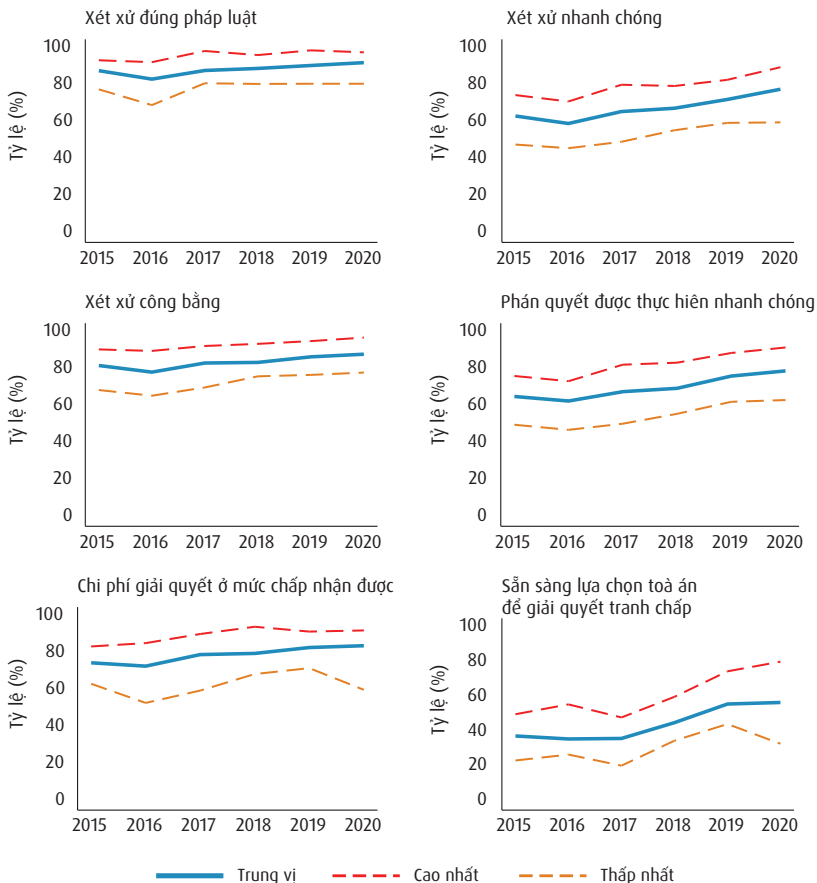 Xét xử đúng pháp luật
Tỷ lệ (%)
100
80
60
40
20
0
2015 2016 2017 2018 2019 2020
Xét xử nhanh chóng
Tỷ lệ (%)
100
80
60
40
20
0
2015 2016 2017 2018 2019 2020
Xét xử công bằng
Tỷ lệ (%)
100
80
60
40
20
0
2015 2016 2017 2018 2019 2020
Phán quyết được thực hiên nhanh chóng
Tỷ lệ (%)
100
80
60
40
20
0
2015 2016 2017 2018 2019 2020
Chi phí giải quyết ở mức chấp nhận được
Tỷ lệ (%)
100
80
60
40
20
0
2015 2016 2017 2018 2019 2020
Sẵn sàng lựa chọn toà án
để giải quyết tranh chấp
Tỷ lệ (%)
100
80
60
40
20
0
2015 2016 2017 2018 2019 2020
Trung vị Cao nhất Thấp nhất